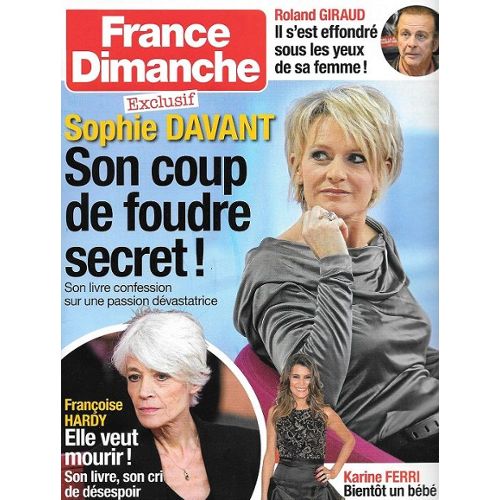 France
Dimanche
Roland GIRAUD
Il s'est effondré
sous les yeux
de sa femme !
Exclusif
Sophie DAVANT
Son coup
de foudre
secret !
Son livre confession
sur une passion dévastatrice
Françoise
HARDY
Elle veut
mourir !
Son livre, son cri
de désespoir
Karine FERRI
Bientôt un bébé